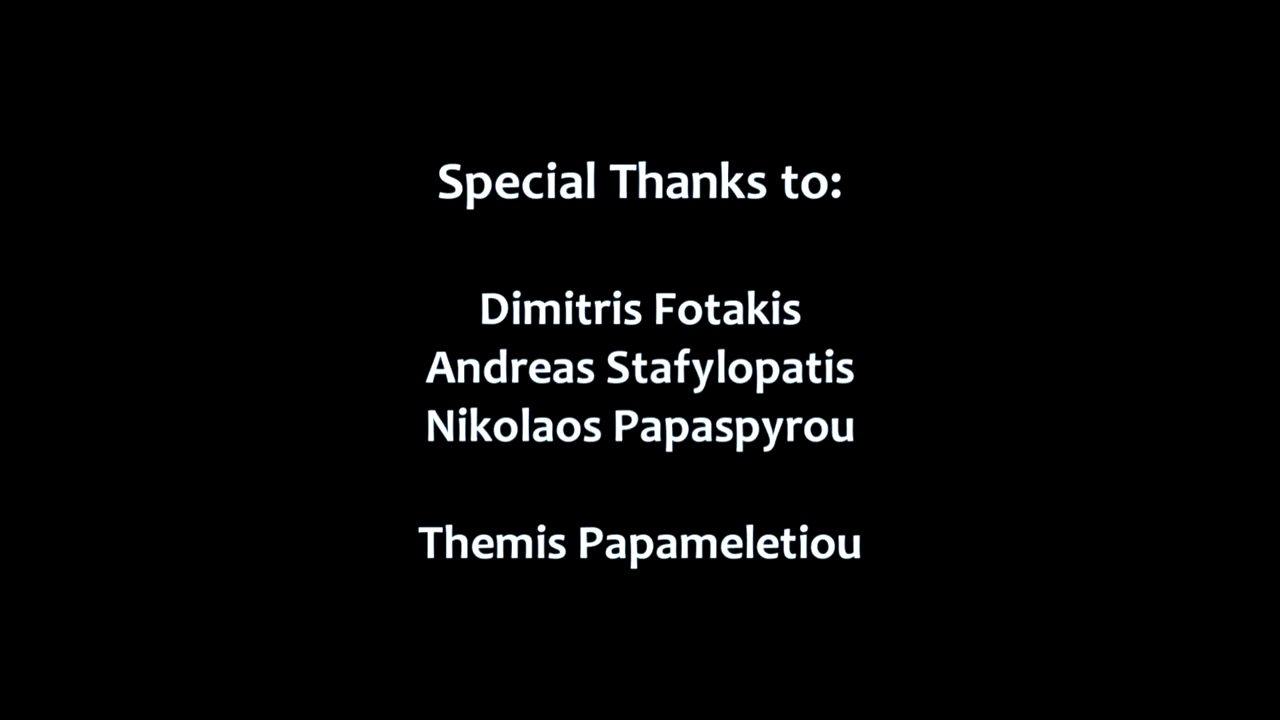 Special Thanks to:
Dimitris Fotakis
Andreas Stafylopatis
Nikolaos Papaspyrou
Themis Papameletiou